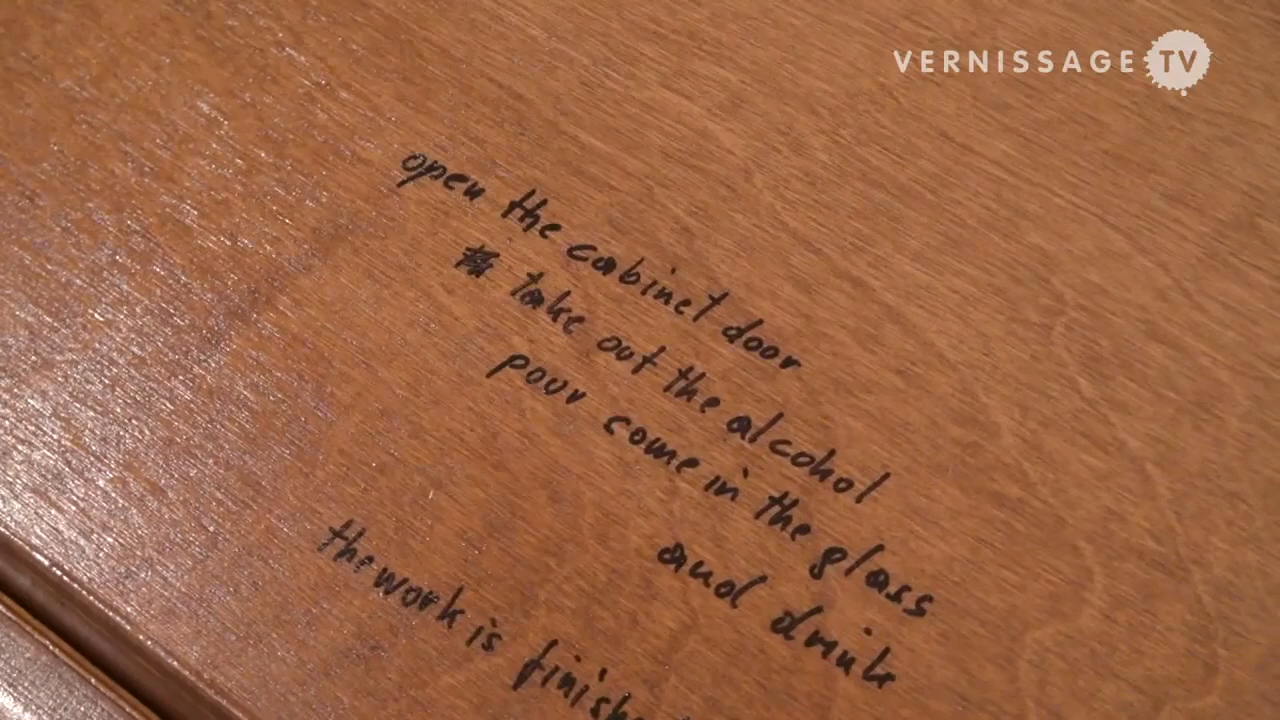 VERNISSAGE TV
open the cabinet door
take out the alcohol
pour come in the glass
and drink
the work is